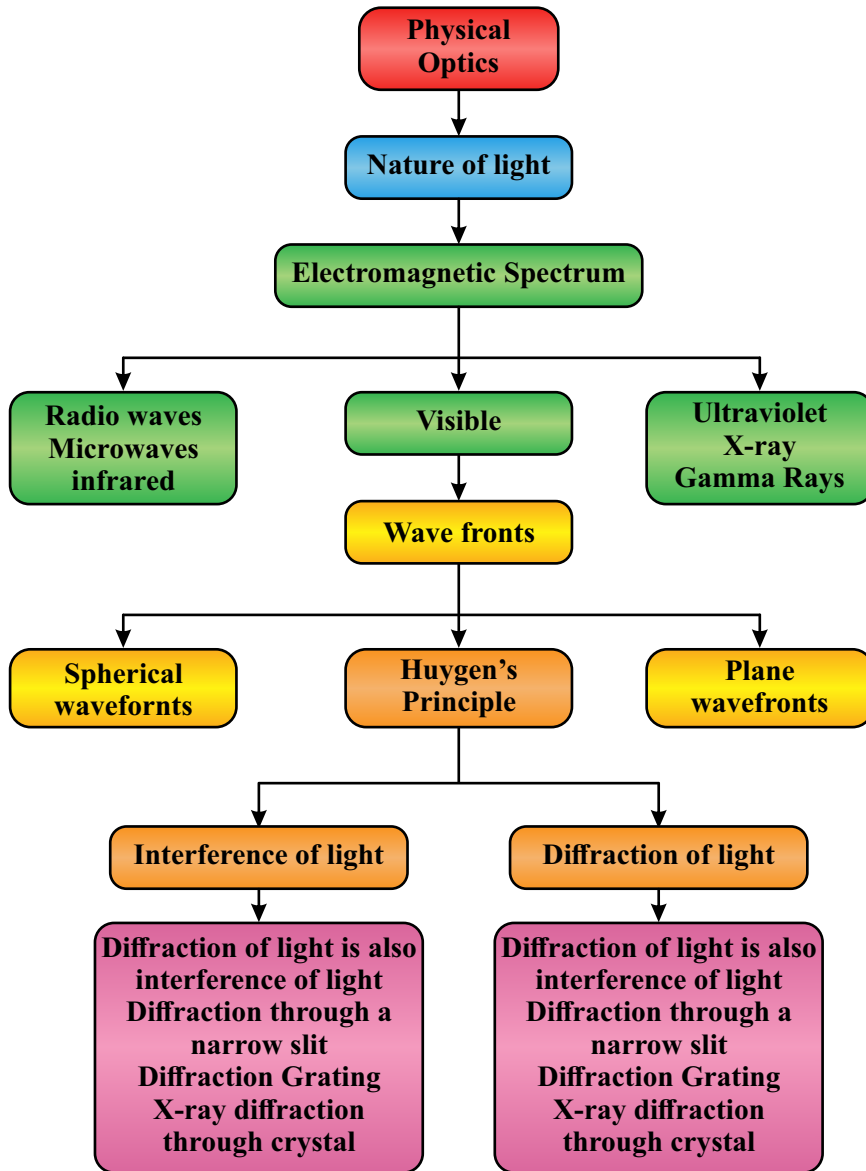 Physical
Optics
Nature of light
Electromagnetic Spectrum
Radio waves
Microwaves
infrared
Visible
Ultraviolet
X-ray
Gamma Rays
Wave fronts
Spherical
wavefornts
Huygen’s
Principle
Plane
wavefronts
Interference of light
Diffraction of light
Diffraction of light is also
interference of light
Diffraction through a
narrow slit
Diffraction Grating
X-ray diffraction
through crystal
Diffraction of light is also
interference of light
Diffraction through a
narrow slit
Diffraction Grating
X-ray diffraction
through crystal